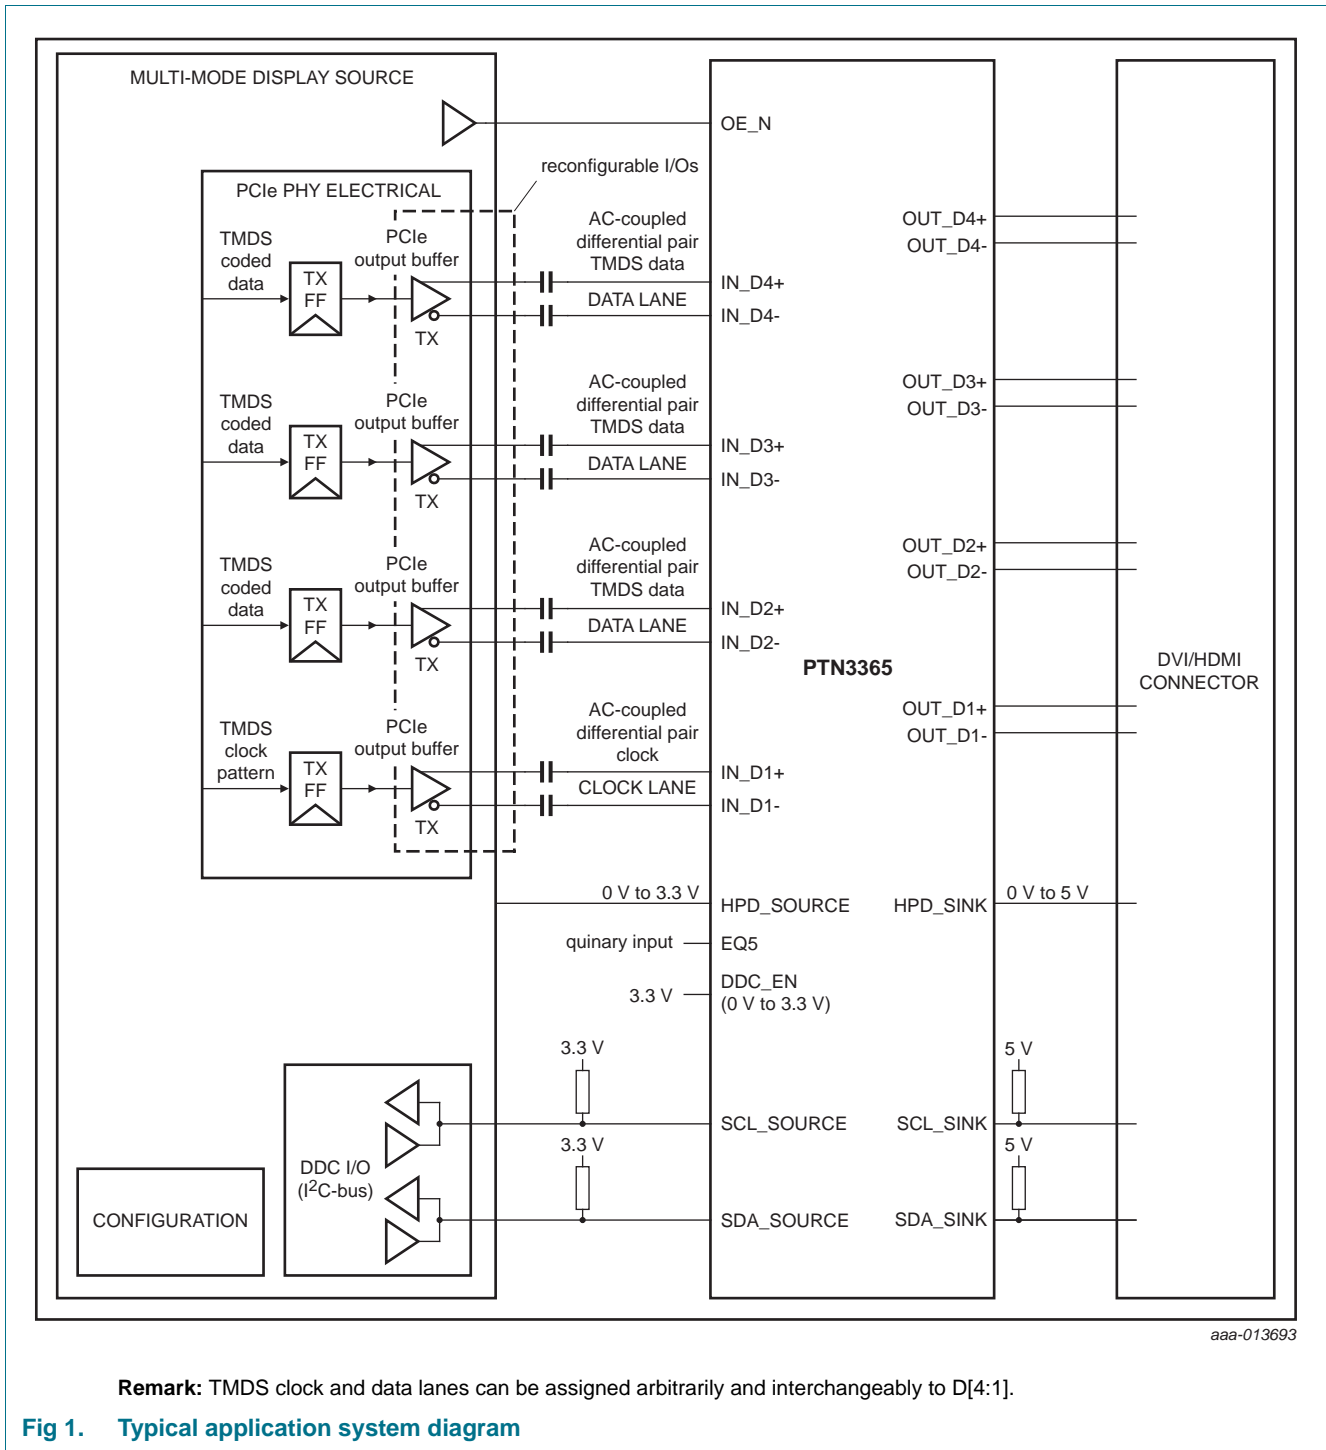 MULTI-MODE DISPLAY SOURCE
OE_N
reconfigurable I/Os
PCIe PHY ELECTRICAL
TMDS
coded
data
TX
FF
PCIe
output buffer
TX
AC-coupled
differential pair
TMDS data
DATA LANE
IN_D4+
IN_D4-
OUT_D4+
OUT_D4-
TMDS
coded
data
TX
FF
PCIe
output buffer
TX
AC-coupled
differential pair
TMDS data
DATA LANE
IN_D3+
IN_D3-
OUT_D3+
OUT_D3-
TMDS
coded
data
TX
FF
PCIe
output buffer
TX
AC-coupled
differential pair
TMDS data
DATA LANE
IN_D2+
IN_D2-
OUT_D2+
OUT_D2-
PTN3365
DVI/HDMI
CONNECTOR
TMDS
clock
pattern
TX
FF
PCIe
output buffer
TX
AC-coupled
differential pair
clock
CLOCK LANE
IN_D1+
IN_D1-
OUT_D1+
OUT_D1-
0 V to 3.3 V
HPD_SOURCE
HPD_SINK
0 V to 5 V
quinary input
EQ5
3.3 V
DDC_EN
(0 V to 3.3 V)
3.3 V
5 V
SCL_SOURCE
SCL_SINK
3.3 V
5 V
DDC I/O
(I2C-bus)
SDA_SOURCE
SDA_SINK
CONFIGURATION
aaa-013693
Remark: TMDS clock and data lanes can be assigned arbitrarily and interchangeably to D[4:1].
Fig 1. Typical application system diagram